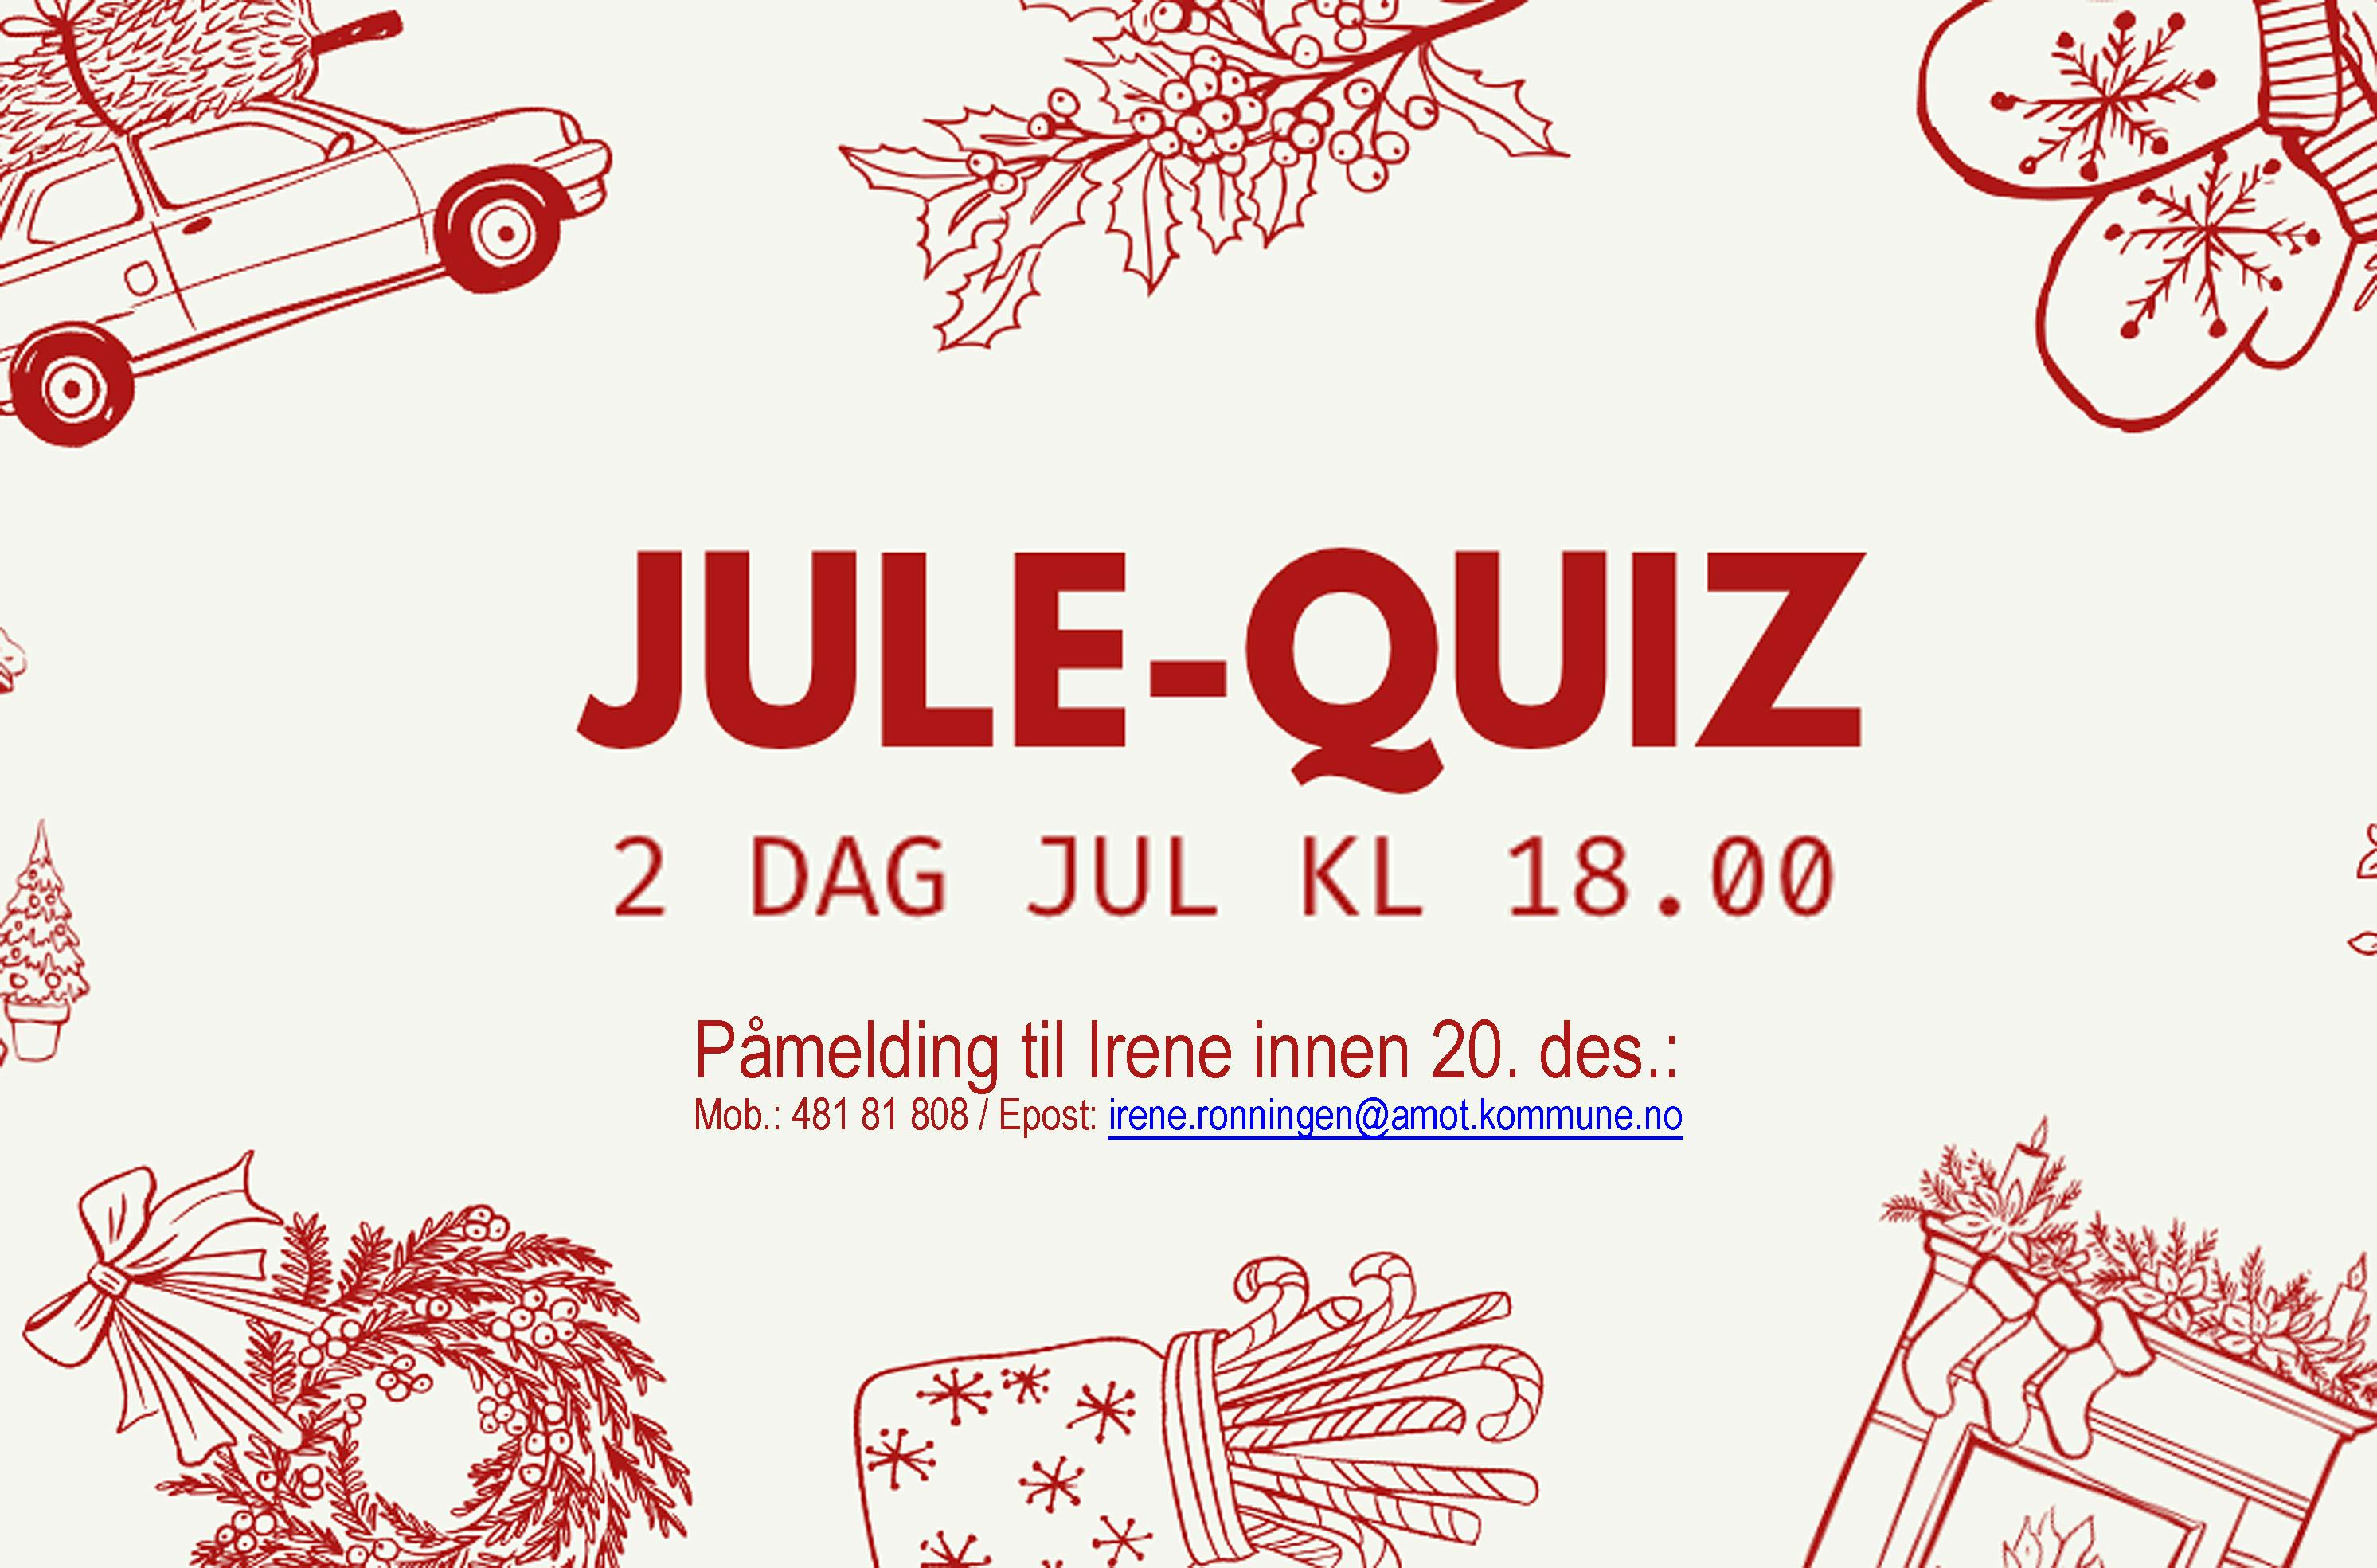 JULE-QUIZ
2 DAG JUL KL 18.00
Påmelding til Irene innen 20. des.:
Mob.: 481 81 808 / Epost: irene.ronningen@amot.kommune.no